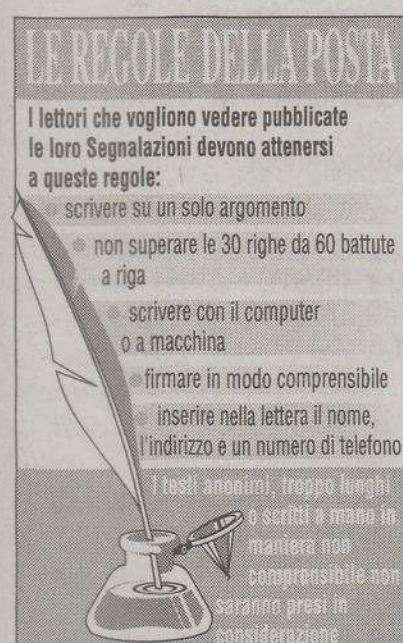 LE REGOLE DELLA POSTA
I lettori che vogliono vedere pubblicate
le loro Segnalazioni devono attenersi
a queste regole:
scrivere su un solo argomento
non superare le 30 righe da 60 battute
a riga
scrivere con il computer
o a macchina
firmare in modo comprensibile
inserire nella lettera il nome,
l'indirizzo e un numero di telefono
I testi anonimi, troppo lunghi
o scritti a mano in
maniera non
comprensibile non
saranno presi in
considerazione